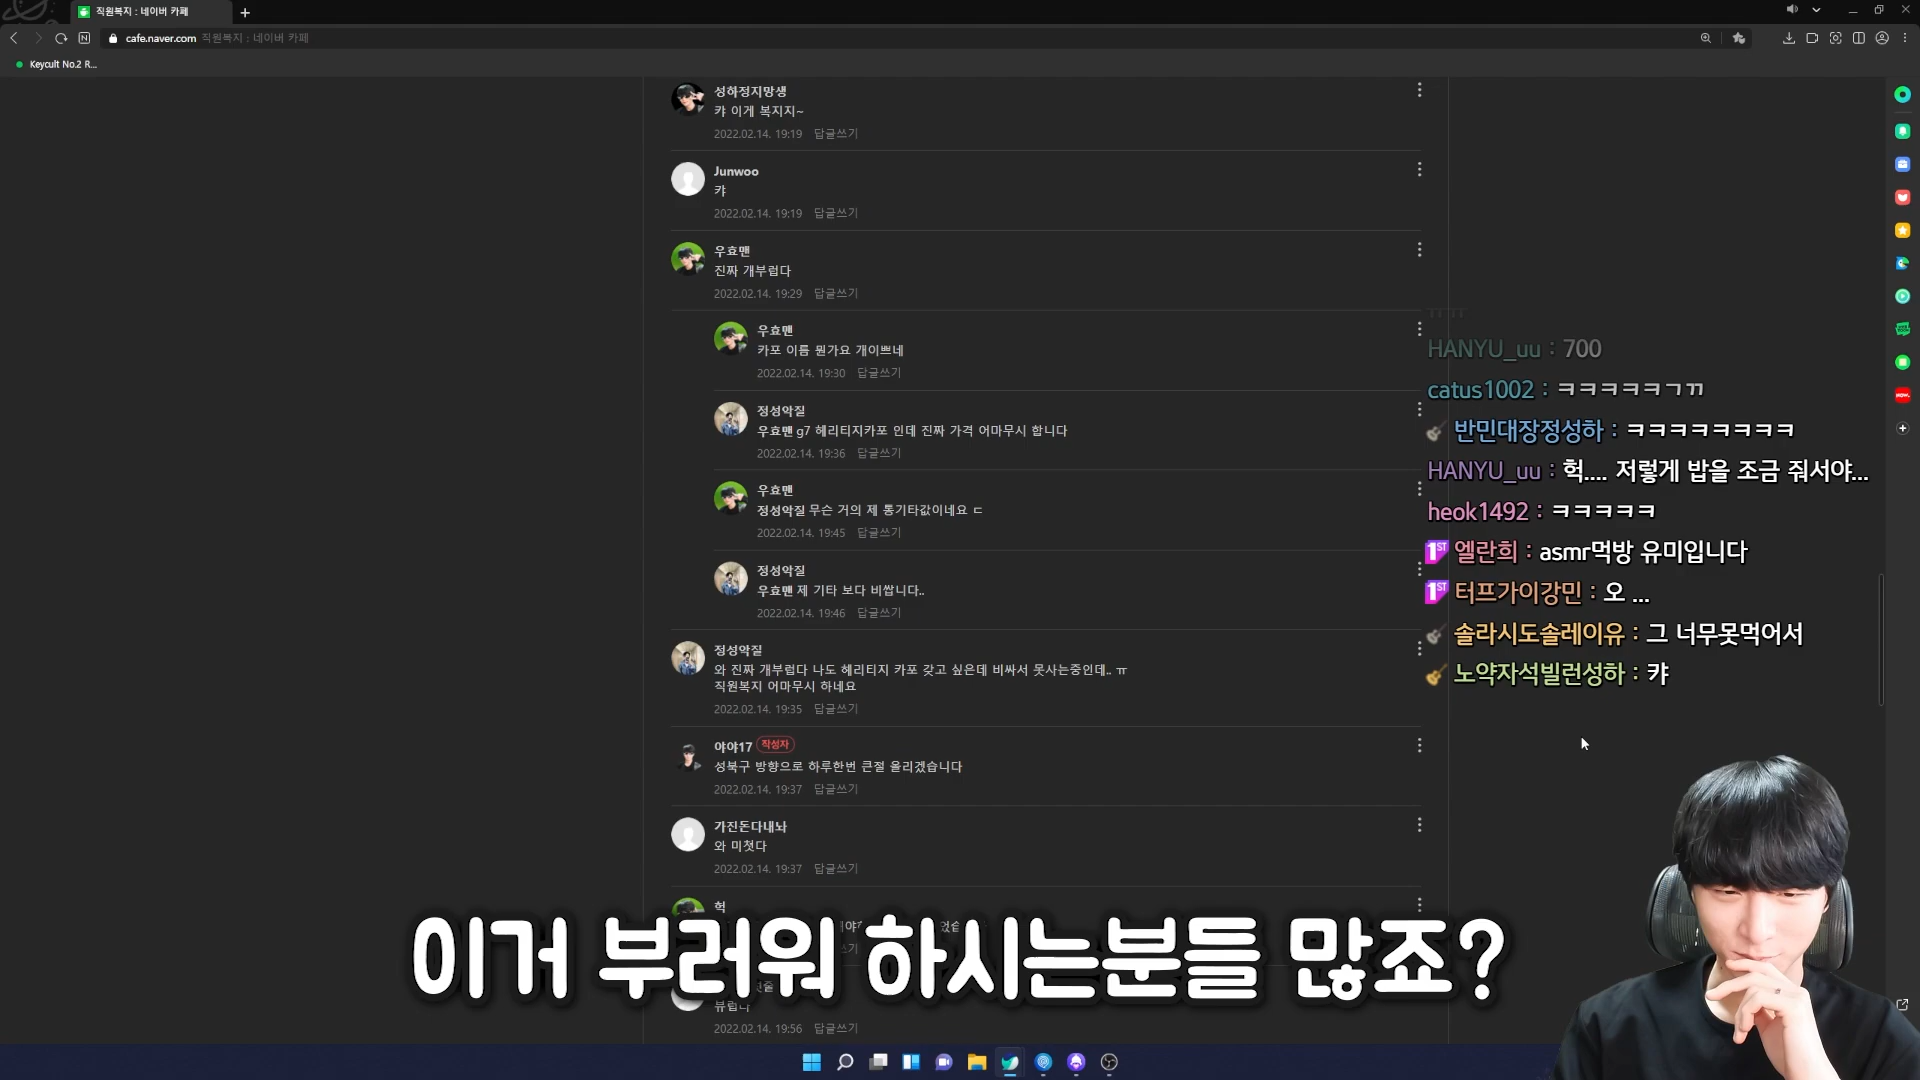 직원복지 : 네이버 카페
cafe.naver.com 직원복지 : 네이버 카페
Keycult No.2 R...
성하정지망생
캬 이게 복지지~
2022.02.14. 19:19 답글쓰기
Junwoo
캬
2022.02.14. 19:19 답글쓰기
우효맨
진짜 개부럽다
2022.02.14. 19:29 답글쓰기
우효맨
카포 이름 뭔가요 개이쁘네
2022.02.14. 19:30 답글쓰기
정성악질
우효맨 g7 헤리티지카포 인데 진짜 가격 어마무시 합니다
2022.02.14. 19:36 답글쓰기
우효맨
정성악질 무슨 거의 제 통기타값이네요 ㄷ
2022.02.14. 19:45 답글쓰기
정성악질
우효맨 제 기타 보다 비쌉니다..
2022.02.14. 19:46 답글쓰기
정성악질
와 진짜 개부럽다 나도 헤리티지 카포 갖고 싶은데 비싸서 못사는중인데.. ㅠ
직원복지 어마무시 하네요
2022.02.14. 19:35 답글쓰기
야야17 작성자
성북구 방향으로 하루한번 큰절 올리겠습니다
2022.02.14. 19:37 답글쓰기
가진돈다내놔
와 미첫다
2022.02.14. 19:37 답글쓰기
헉
2022.02.14. 19:56 답글쓰기
HANYU_uu : 700
catus1002 : ㅋㅋㅋㅋㅋㄱㄲ
반민대장정성하 : ㅋㅋㅋㅋㅋㅋㅋㅋ
HANYU_uu : 헉.... 저렇게 밥을 조금 줘서야...
heok1492 : ㅋㅋㅋㅋㅋ
1ST 엘란희 : asmr먹방 유미입니다
1ST 터프가이강민 : 오 ...
솔라시도솔레이유 : 그 너무못먹어서
노약자석빌런성하 : 캬
이거 부러워 하시는분들 많죠?